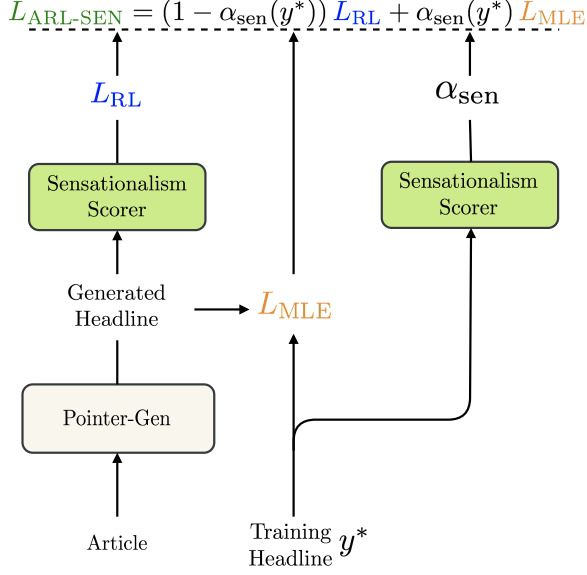 L_ARL-SEN = (1 − α_sen(y*)) L_RL + α_sen(y*) L_MLE
L_RL
α_sen
Sensationalism
Scorer
Sensationalism
Scorer
Generated
Headline
L_MLE
Pointer-Gen
Article
Training
Headline y*